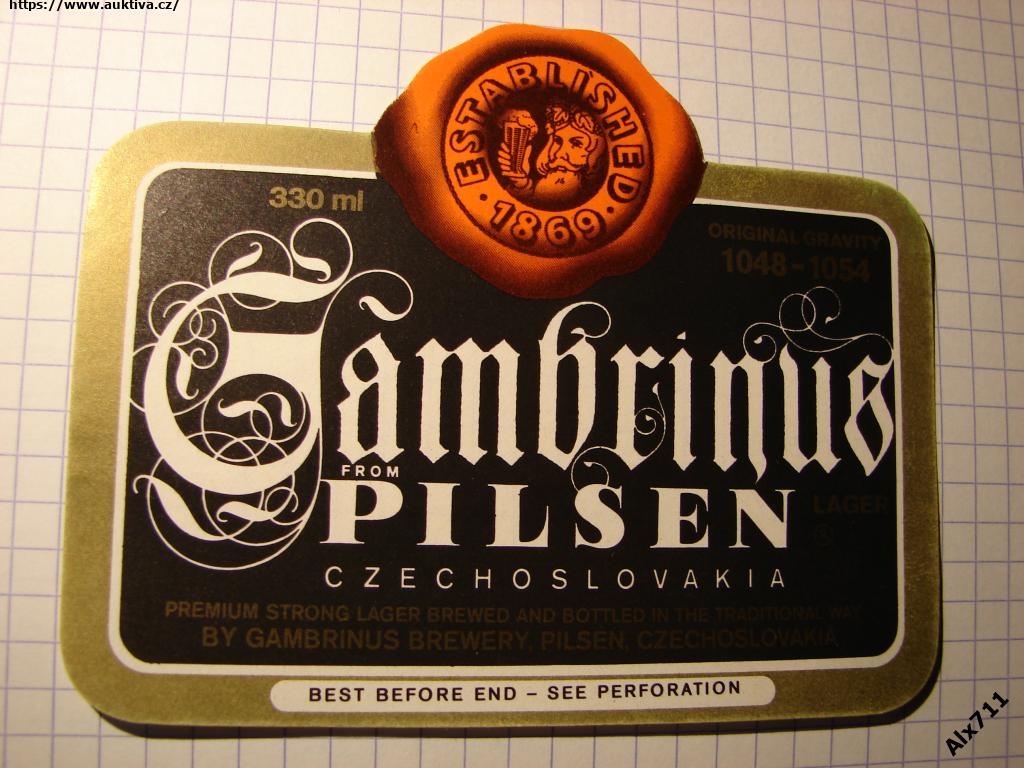 https://www.auktiva.cz/
ESTABLISHED
· 1869 ·
330 ml
ORIGINAL GRAVITY
1048 - 1054
Gambrinus
FROM
PILSEN
LAGER
CZECHOSLOVAKIA
PREMIUM STRONG LAGER BREWED AND BOTTLED IN THE TRADITIONAL WAY
BY GAMBRINUS BREWERY, PILSEN, CZECHOSLOVAKIA
BEST BEFORE END – SEE PERFORATION
Alx711